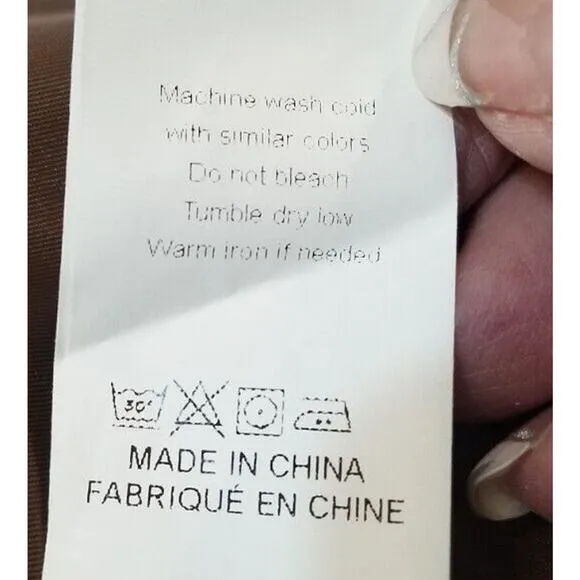 Machine wash cold
with similar colors
Do not bleach
Tumble dry low
Warm iron if needed
30°
MADE IN CHINA
FABRIQUÉ EN CHINE